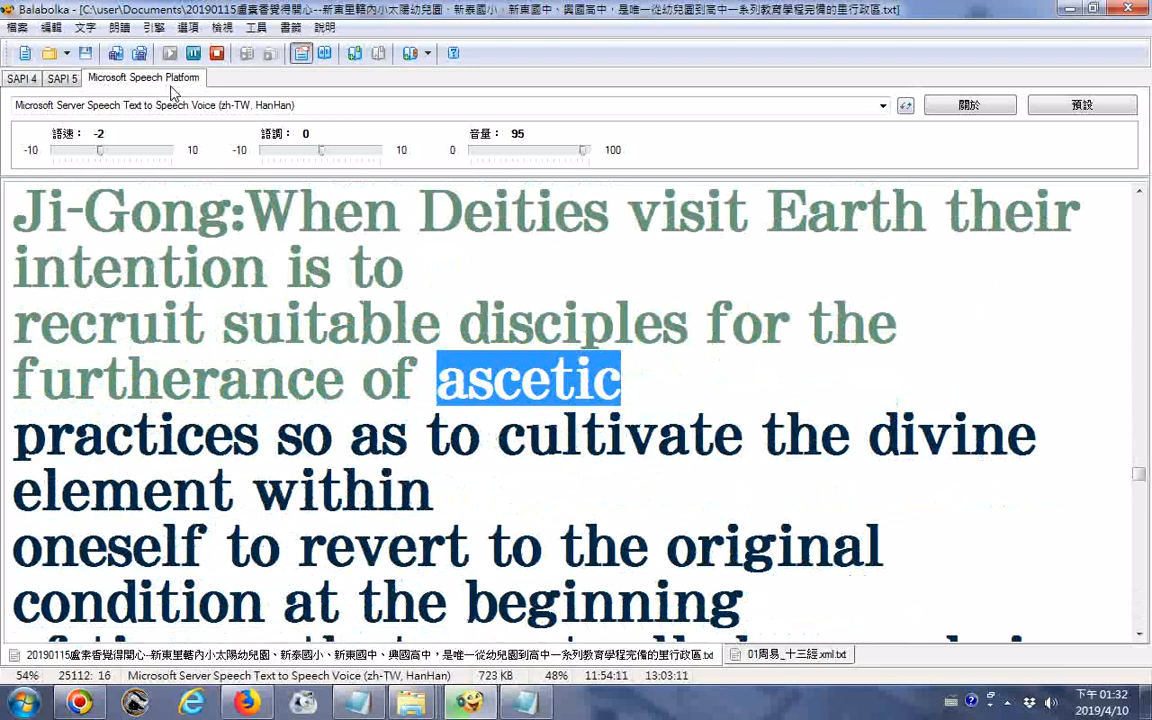 Balabolka - [C:\user\Documents\20190115盧素香覺得開心--新東里轄內小太陽幼兒園、新泰國小、新東國中、興國高中，是唯一從幼兒園到高中一系列教育學程完備的里行政區.txt]
檔案 編輯 文字 朗讀 引擎 選項 檢視 工具 書籤 說明
SAPI 4 SAPI 5 Microsoft Speech Platform
Microsoft Server Speech Text to Speech Voice (zh-TW, HanHan) 關於 預設
語速： -2 語調： 0 音量： 95
-10 10 -10 10 0 100
Ji-Gong:When Deities visit Earth their
intention is to
recruit suitable disciples for the
furtherance of ascetic
practices so as to cultivate the divine
element within
oneself to revert to the original
condition at the beginning
20190115盧素香覺得開心--新東里轄內小太陽幼兒園、新泰國小、新東國中、興國高中，是唯一從幼兒園到高中一系列教育學程完備的里行政區.txt 01周易_十三經.xml.txt
54% 25112: 16 Microsoft Server Speech Text to Speech Voice (zh-TW, HanHan) 723 KB 48% 11:54:11 13:03:11
下午 01:32
2019/4/10